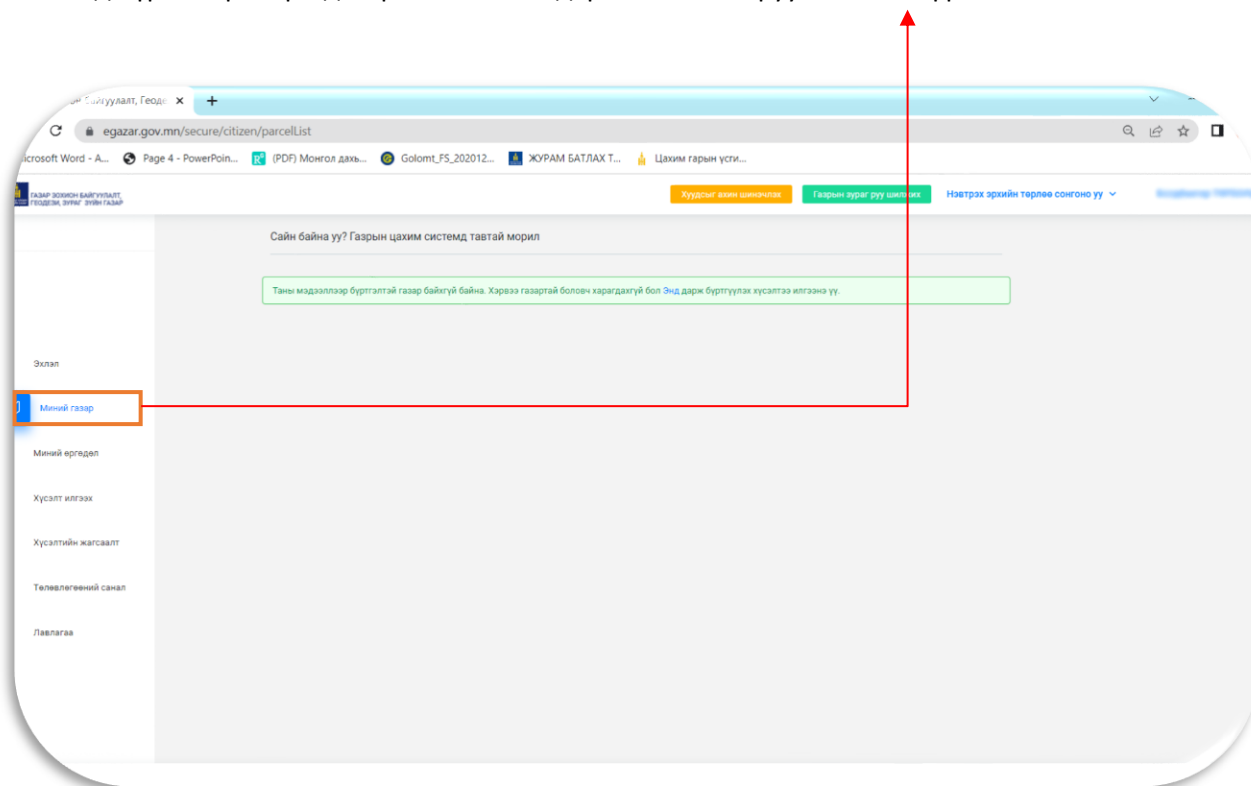 egazar.gov.mn/secure/citizen/parcelList
Page 4 - PowerPoin...
(PDF) Монгол дахь...
Golomt_FS_202012...
ЖУРАМ БАТЛАХ Т...
Цахим гарын үсги...
ГАЗАР ЗОХИОН БАЙГУУЛАЛТ,
ГЕОДЕЗИ, ЗУРАГ ЗҮЙН ГАЗАР
Хуудсыг ахин шинэчлэх
Газрын зураг руу шилжих
Нэвтрэх эрхийн төрлөө сонгоно уу
Сайн байна уу? Газрын цахим системд тавтай морил
Таны мэдээллээр бүртгэлтэй газар байхгүй байна. Хэрвээ газартай боловч харагдахгүй бол Энд дарж бүртгүүлэх хүсэлтээ илгээнэ үү.
Эхлэл
Миний газар
Миний өргөдөл
Хүсэлт илгээх
Хүсэлтийн жагсаалт
Төлөвлөгөөний санал
Лавлагаа